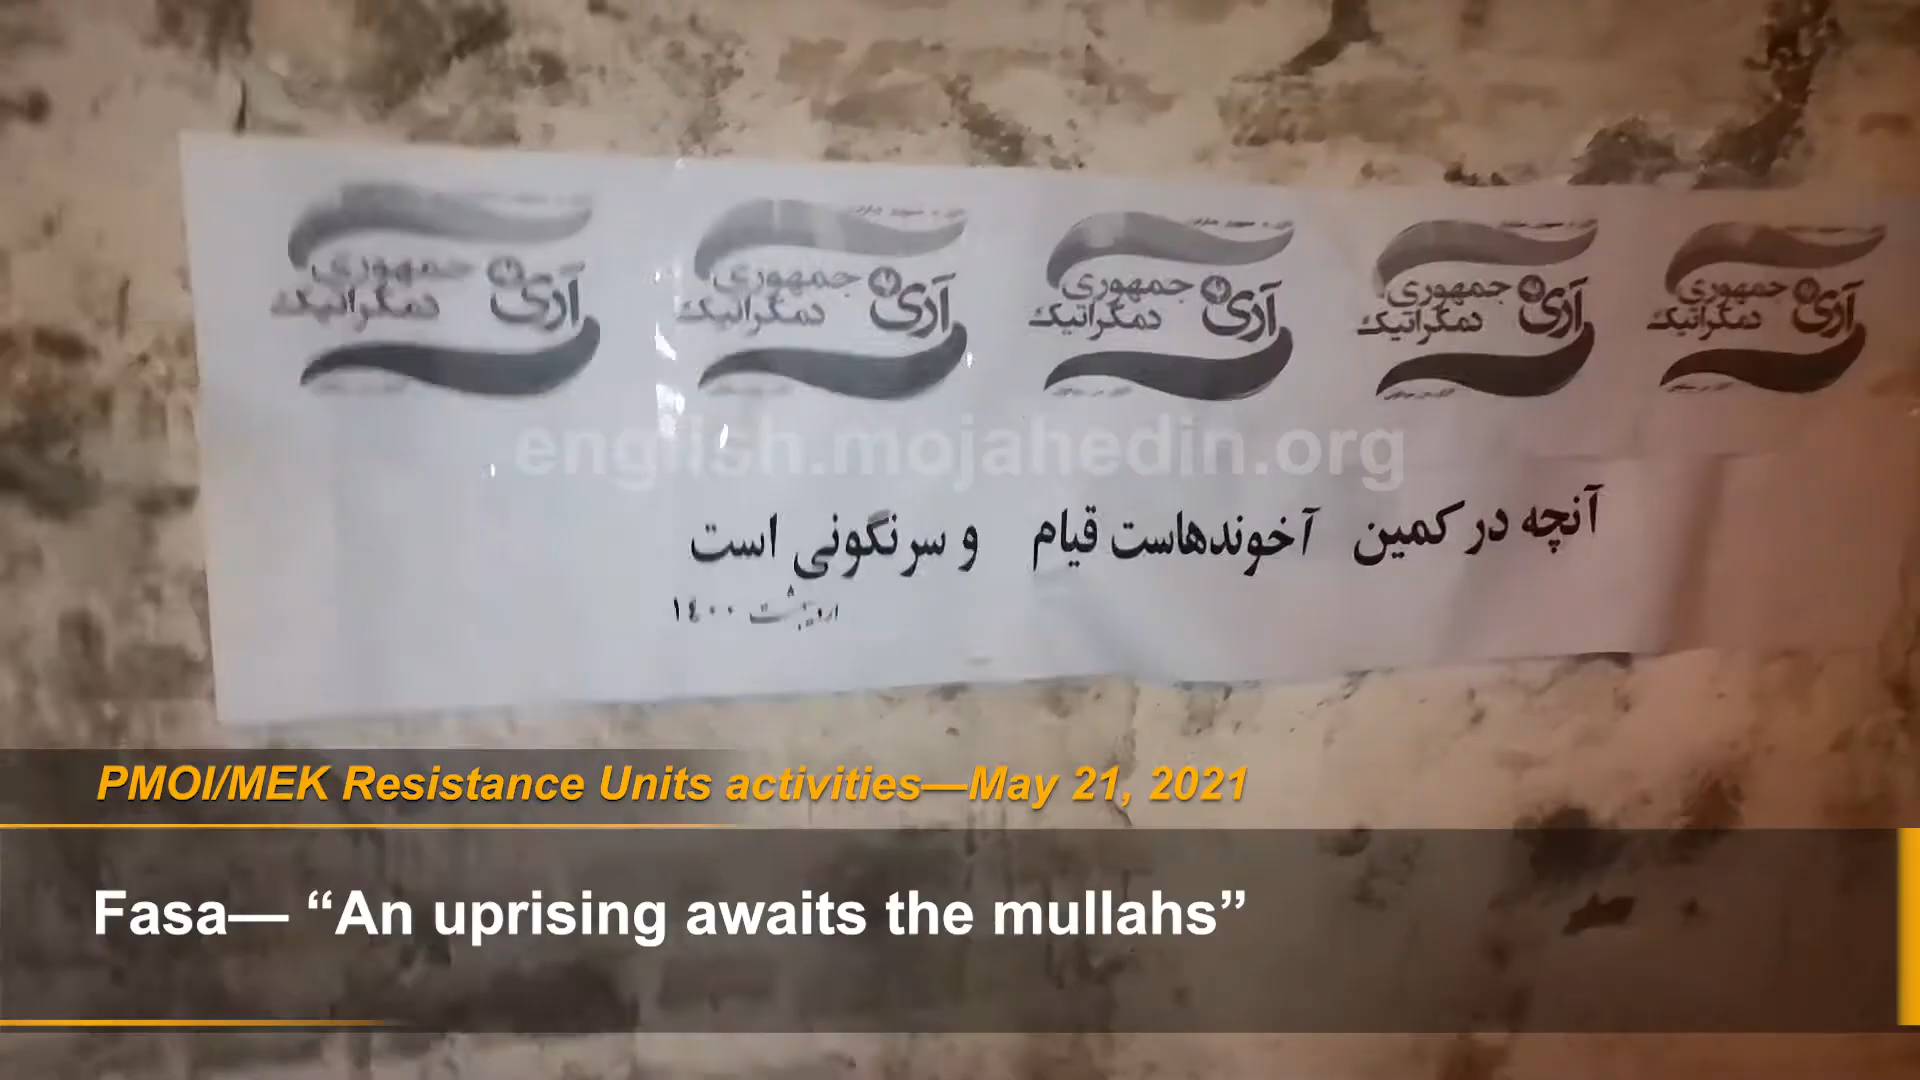 آری جمهوری دمکراتیک
آری جمهوری دمکراتیک
آری جمهوری دمکراتیک
آری جمهوری دمکراتیک
آری جمهوری دمکراتیک
english.mojahedin.org
آنچه در کمین آخوندهاست قیام و سرنگونی است
اردیبهشت ۱٤۰۰
PMOI/MEK Resistance Units activities—May 21, 2021
Fasa— “An uprising awaits the mullahs”